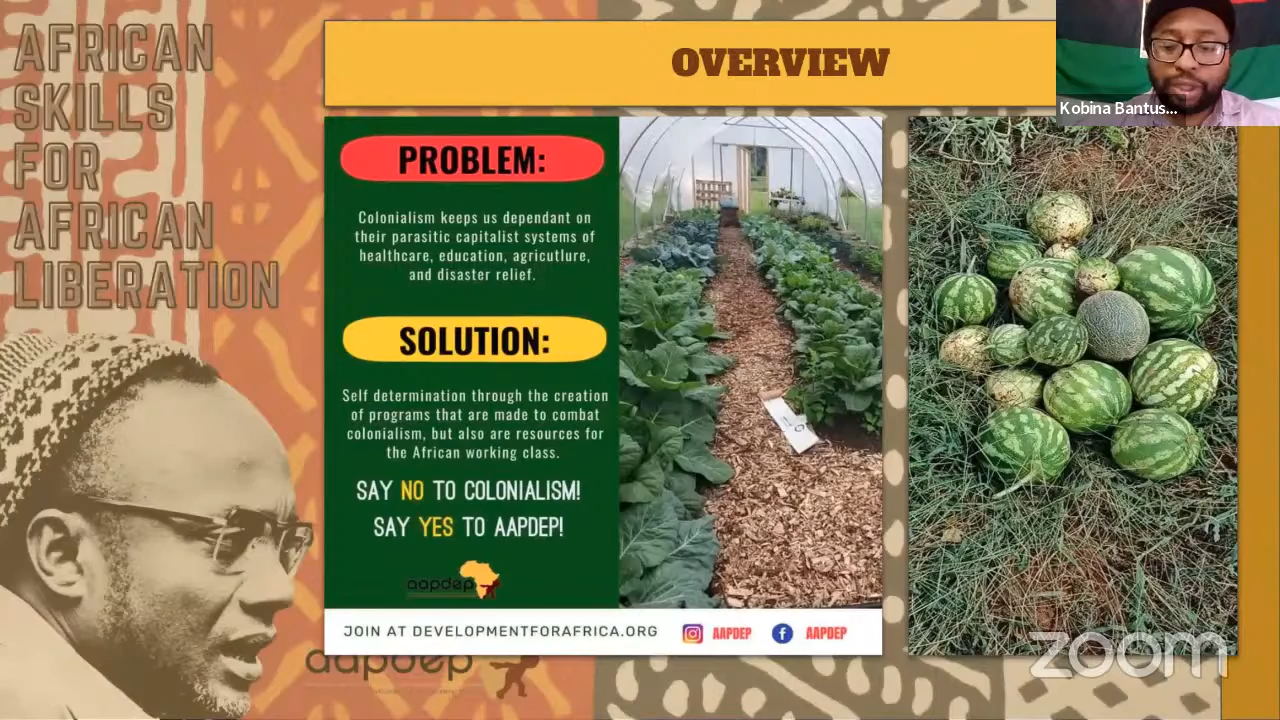 AFRICAN
SKILLS
FOR
AFRICAN
LIBERATION
OVERVIEW
Kobina Bantus...
PROBLEM:
Colonialism keeps us dependant on
their parasitic capitalist systems of
healthcare, education, agricutlure,
and disaster relief.
SOLUTION:
Self determination through the creation
of programs that are made to combat
colonialism, but also are resources for
the African working class.
SAY NO TO COLONIALISM!
SAY YES TO AAPDEP!
aapdep
JOIN AT DEVELOPMENTFORAFRICA.ORG
AAPDEP
AAPDEP
aapdep
zoom